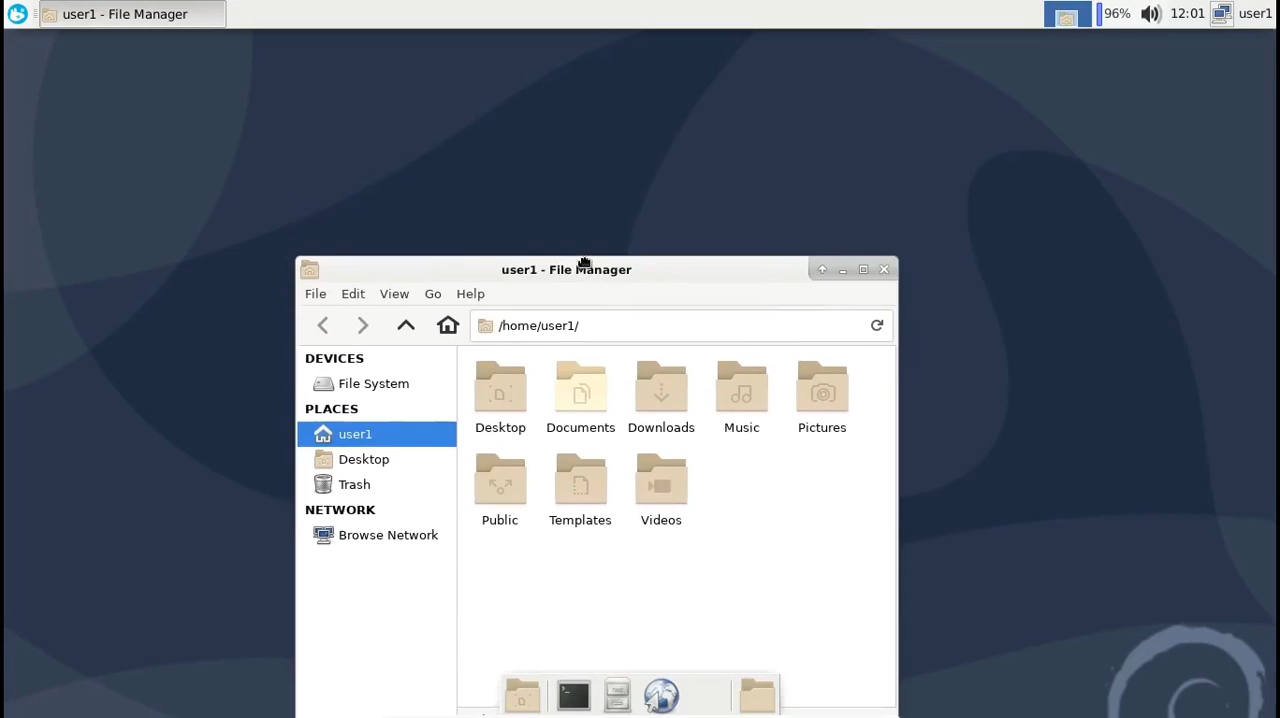 user1 - File Manager
96%
12:01
user1
user1 - File Manager
File Edit View Go Help
/home/user1/
DEVICES
File System
PLACES
user1
Desktop
Trash
NETWORK
Browse Network
Desktop Documents Downloads Music Pictures
Public Templates Videos